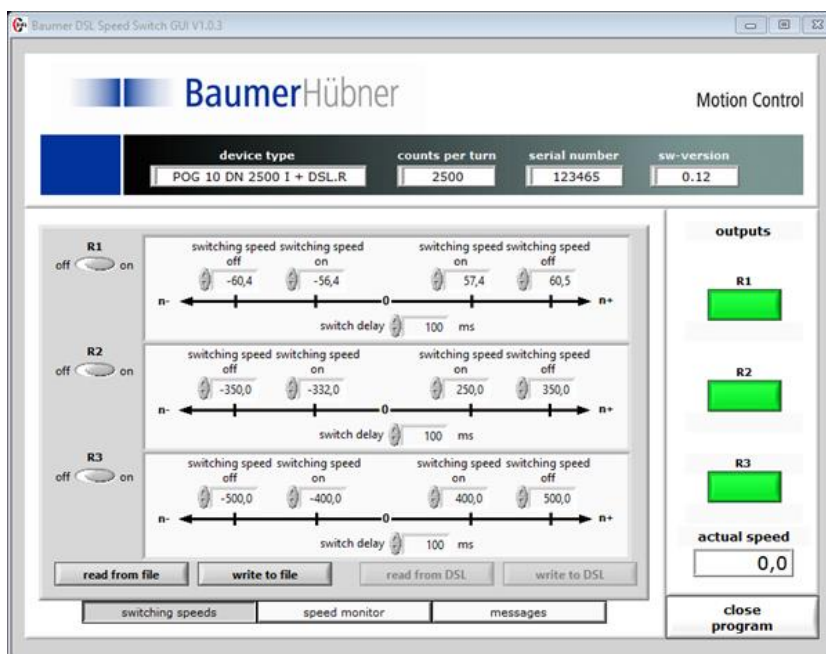 Baumer DSL Speed Switch GUI V1.0.3
BaumerHübner
Motion Control
device type counts per turn serial number sw-version
POG 10 DN 2500 I + DSL.R 2500 123465 0.12
R1
off on
switching speed off switching speed on switching speed on switching speed off
-60,4 -56,4 57,4 60,5
n- 0 n+
switch delay 100 ms
R2
off on
switching speed off switching speed on switching speed on switching speed off
-350,0 -332,0 250,0 350,0
n- 0 n+
switch delay 100 ms
R3
off on
switching speed off switching speed on switching speed on switching speed off
-500,0 -400,0 400,0 500,0
n- 0 n+
switch delay 100 ms
read from file write to file read from DSL write to DSL
switching speeds speed monitor messages
outputs
R1
R2
R3
actual speed
0,0
close
program